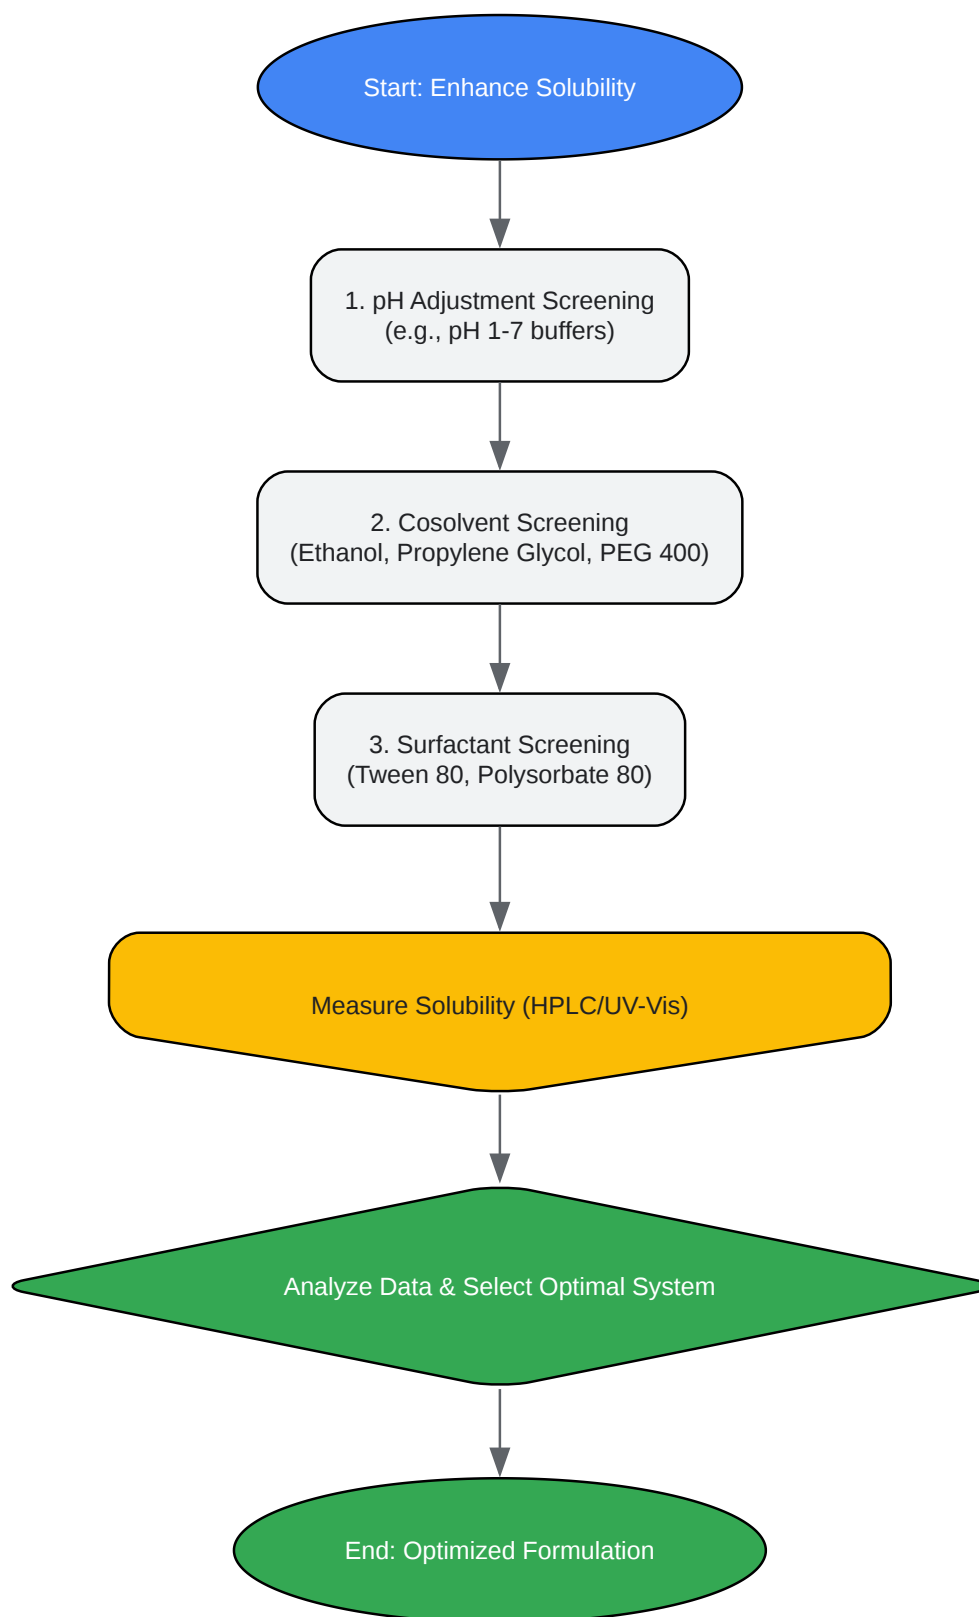 Start: Enhance Solubility
1. pH Adjustment Screening
(e.g., pH 1-7 buffers)
2. Cosolvent Screening
(Ethanol, Propylene Glycol, PEG 400)
3. Surfactant Screening
(Tween 80, Polysorbate 80)
Measure Solubility (HPLC/UV-Vis)
Analyze Data & Select Optimal System
End: Optimized Formulation